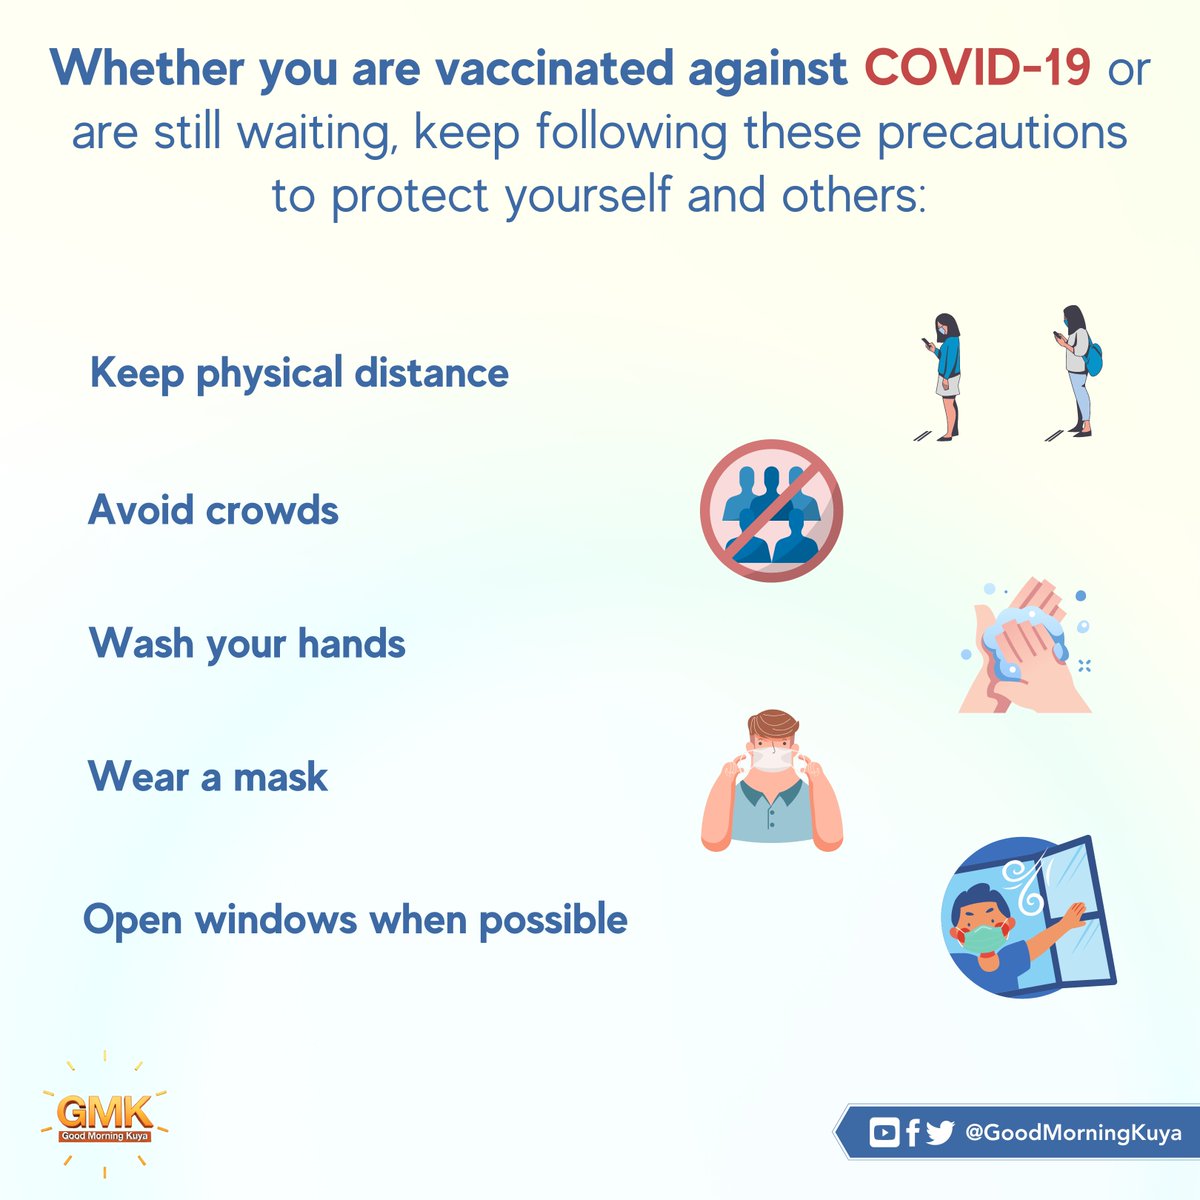 Whether you are vaccinated against COVID-19 or
are still waiting, keep following these precautions
to protect yourself and others:
Keep physical distance
Avoid crowds
Wash your hands
Wear a mask
Open windows when possible
GMK
Good Morning Kuya
@GoodMorningKuya